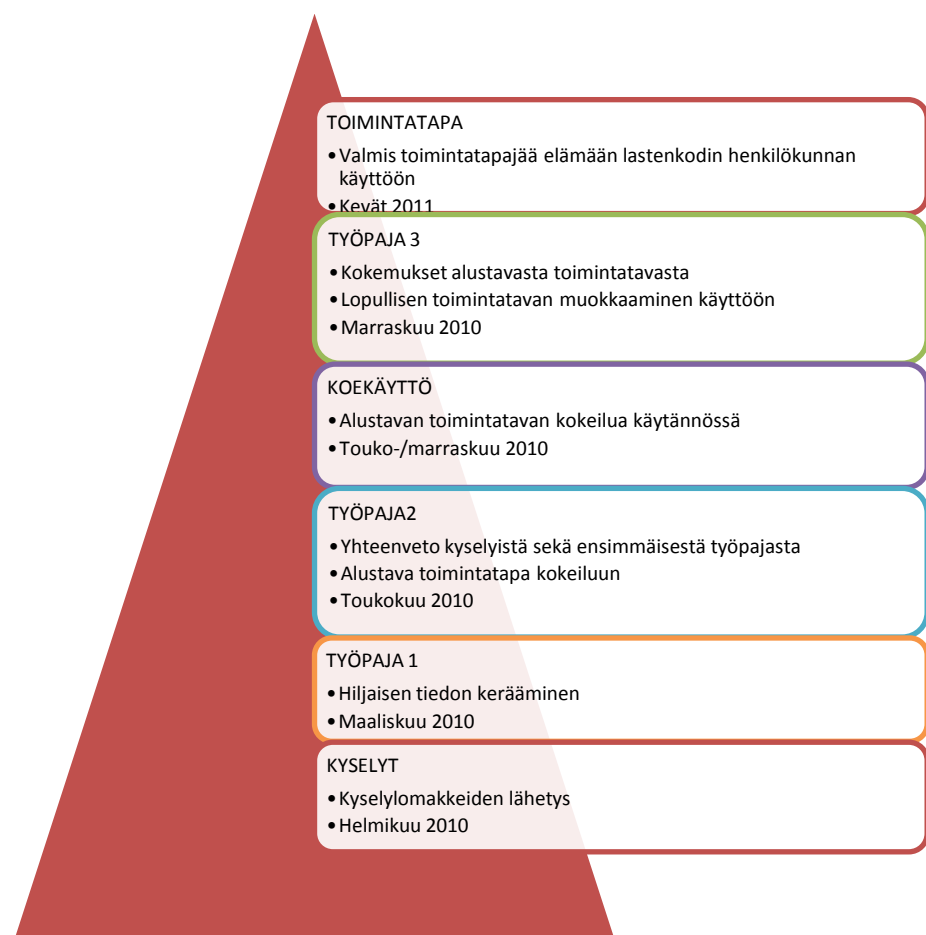 TOIMINTATAPA
•Valmis toimintatapajää elämään lastenkodin henkilökunnan
käyttöön
•Kevät 2011
TYÖPAJA 3
•Kokemukset alustavasta toimintatavasta
•Lopullisen toimintatavan muokkaaminen käyttöön
•Marraskuu 2010
KOEKÄYTTÖ
•Alustavan toimintatavan kokeilua käytännössä
•Touko-/marraskuu 2010
TYÖPAJA2
•Yhteenveto kyselyistä sekä ensimmäisestä työpajasta
•Alustava toimintatapa kokeiluun
•Toukokuu 2010
TYÖPAJA 1
•Hiljaisen tiedon kerääminen
•Maaliskuu 2010
KYSELYT
•Kyselylomakkeiden lähetys
•Helmikuu 2010